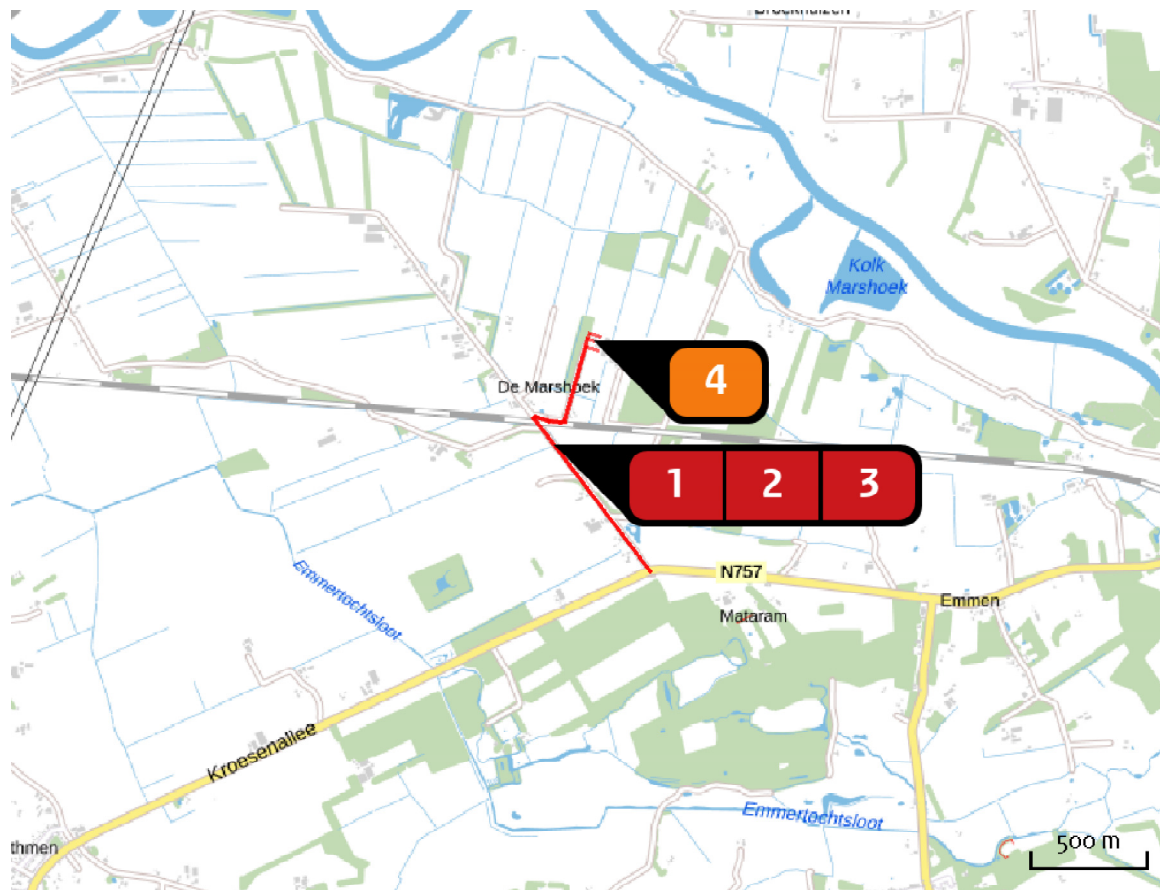 Kolk
Marshoek
4
De Marshoek
1 2 3
N757
Emmen
Emmertochtsloot
Mataram
Kroesenallee
Emmertochtsloot
thmen
500 m